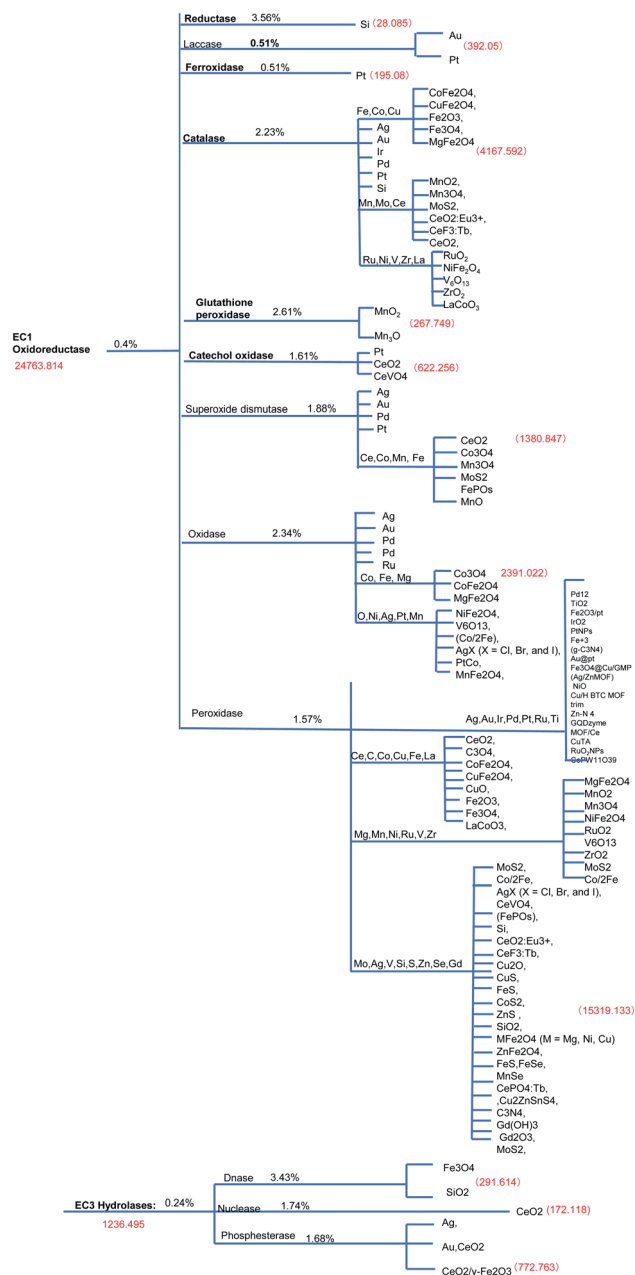 Reductase 3.56% Si (28.085)
Laccase 0.51% Au
(392.05)
Pt
Ferroxidase 0.51% Pt (195.08)
Fe,Co,Cu
CoFe2O4,
CuFe2O4,
Fe2O3,
Fe3O4,
MgFe2O4
(4167.592)
Catalase 2.23%
Ag
Au
Ir
Pd
Pt
Si
Mn,Mo,Ce
MnO2,
Mn3O4,
MoS2,
CeO2:Eu3+,
CeF3:Tb,
CeO2,
Ru,Ni,V,Zr,La
RuO2
NiFe2O4
V6O13
ZrO2
LaCoO3
Glutathione
peroxidase 2.61%
MnO2
(267.749)
Mn3O
EC1
Oxidoreductase 0.4%
24763.814
Catechol oxidase 1.61%
Pt
CeO2
CeVO4
(622.256)
Superoxide dismutase 1.88%
Ag
Au
Pd
Pt
Ce,Co,Mn, Fe
CeO2 (1380.847)
Co3O4
Mn3O4
MoS2
FePOs
MnO
Oxidase 2.34%
Ag
Au
Pd
Pd
Ru
Co, Fe, Mg
Co3O4 2391.022)
CoFe2O4
MgFe2O4
O,Ni,Ag,Pt,Mn
NiFe2O4,
V6O13,
(Co/2Fe),
AgX (X = Cl, Br, and I),
PtCo,
MnFe2O4,
Peroxidase 1.57% Ag,Au,Ir,Pd,Pt,Ru,Ti
Pd12
TiO2
Fe2O3/pt
IrO2
PtNPs
Fe+3
(g-C3N4)
Au@pt
Fe3O4@Cu/GMP
(Ag/ZnMOF)
NiO
Cu/H BTC MOF
trim
Zn-N 4
GQDzyme
MOF/Ce
CuTA
RuO2NPs
CePW11O39
Ce,C,Co,Cu,Fe,La
CeO2,
C3O4,
CoFe2O4,
CuFe2O4,
CuO,
Fe2O3,
Fe3O4,
LaCoO3,
Mg,Mn,Ni,Ru,V,Zr
MgFe2O4
MnO2
Mn3O4
NiFe2O4
RuO2
V6O13
ZrO2
MoS2
Co/2Fe
Mo,Ag,V,Si,S,Zn,Se,Gd
MoS2,
Co/2Fe,
AgX (X = Cl, Br, and I),
CeVO4,
(FePOs),
Si,
CeO2:Eu3+,
CeF3:Tb,
Cu2O,
CuS,
FeS,
CoS2,
ZnS ,
SiO2,
MFe2O4 (M = Mg, Ni, Cu)
ZnFe2O4,
FeS,FeSe,
MnSe
CePO4:Tb,
,Cu2ZnSnS4,
C3N4,
Gd(OH)3
Gd2O3,
MoS2,
(15319.133)
Dnase 3.43%
Fe3O4
(291.614)
SiO2
EC3 Hydrolases: 0.24%
1236.495
Nuclease 1.74% CeO2 (172.118)
Phosphesterase 1.68%
Ag,
Au,CeO2
CeO2/γ-Fe2O3 (772.763)